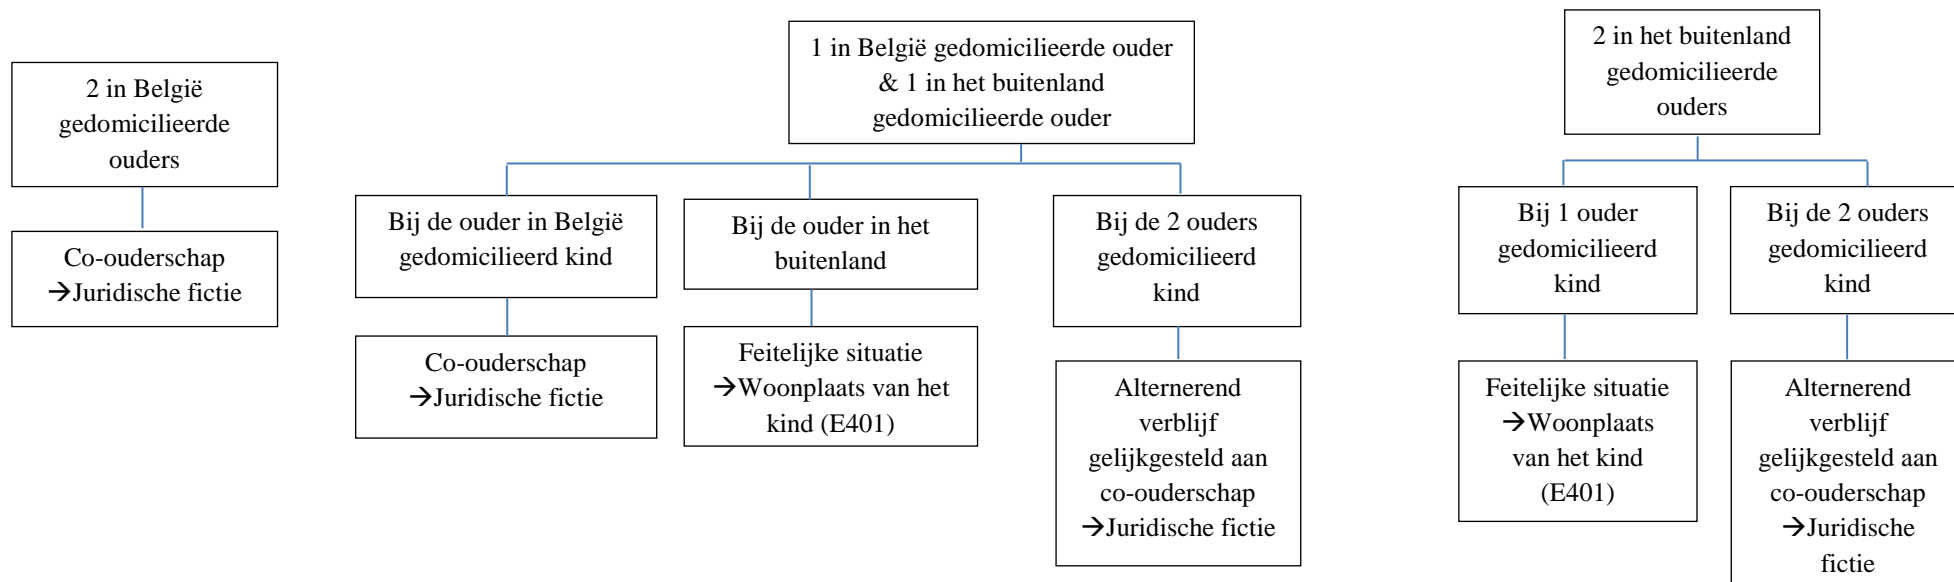 2 in België
gedomicilieerde
ouders
Co-ouderschap
→Juridische fictie
1 in België gedomicilieerde ouder
& 1 in het buitenland
gedomicilieerde ouder
Bij de ouder in België
gedomicilieerd kind
Co-ouderschap
→Juridische fictie
Bij de ouder in het
buitenland
Feitelijke situatie
→Woonplaats van het
kind (E401)
Bij de 2 ouders
gedomicilieerd
kind
Alternerend
verblijf
gelijkgesteld aan
co-ouderschap
→Juridische fictie
2 in het buitenland
gedomicilieerde
ouders
Bij 1 ouder
gedomicilieerd
kind
Feitelijke situatie
→Woonplaats
van het kind
(E401)
Bij de 2 ouders
gedomicilieerd
kind
Alternerend
verblijf
gelijkgesteld aan
co-ouderschap
→Juridische
fictie